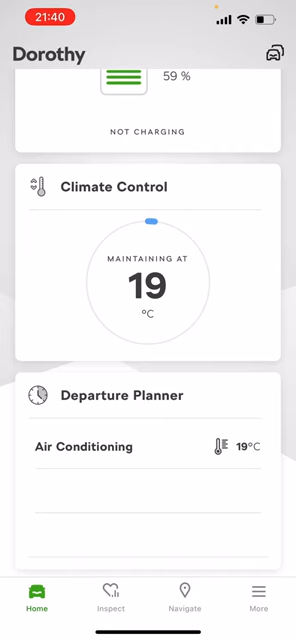 21:40
Dorothy
59 %
NOT CHARGING
Climate Control
MAINTAINING AT
19
°C
Departure Planner
Air Conditioning 19°C
Home Inspect Navigate More